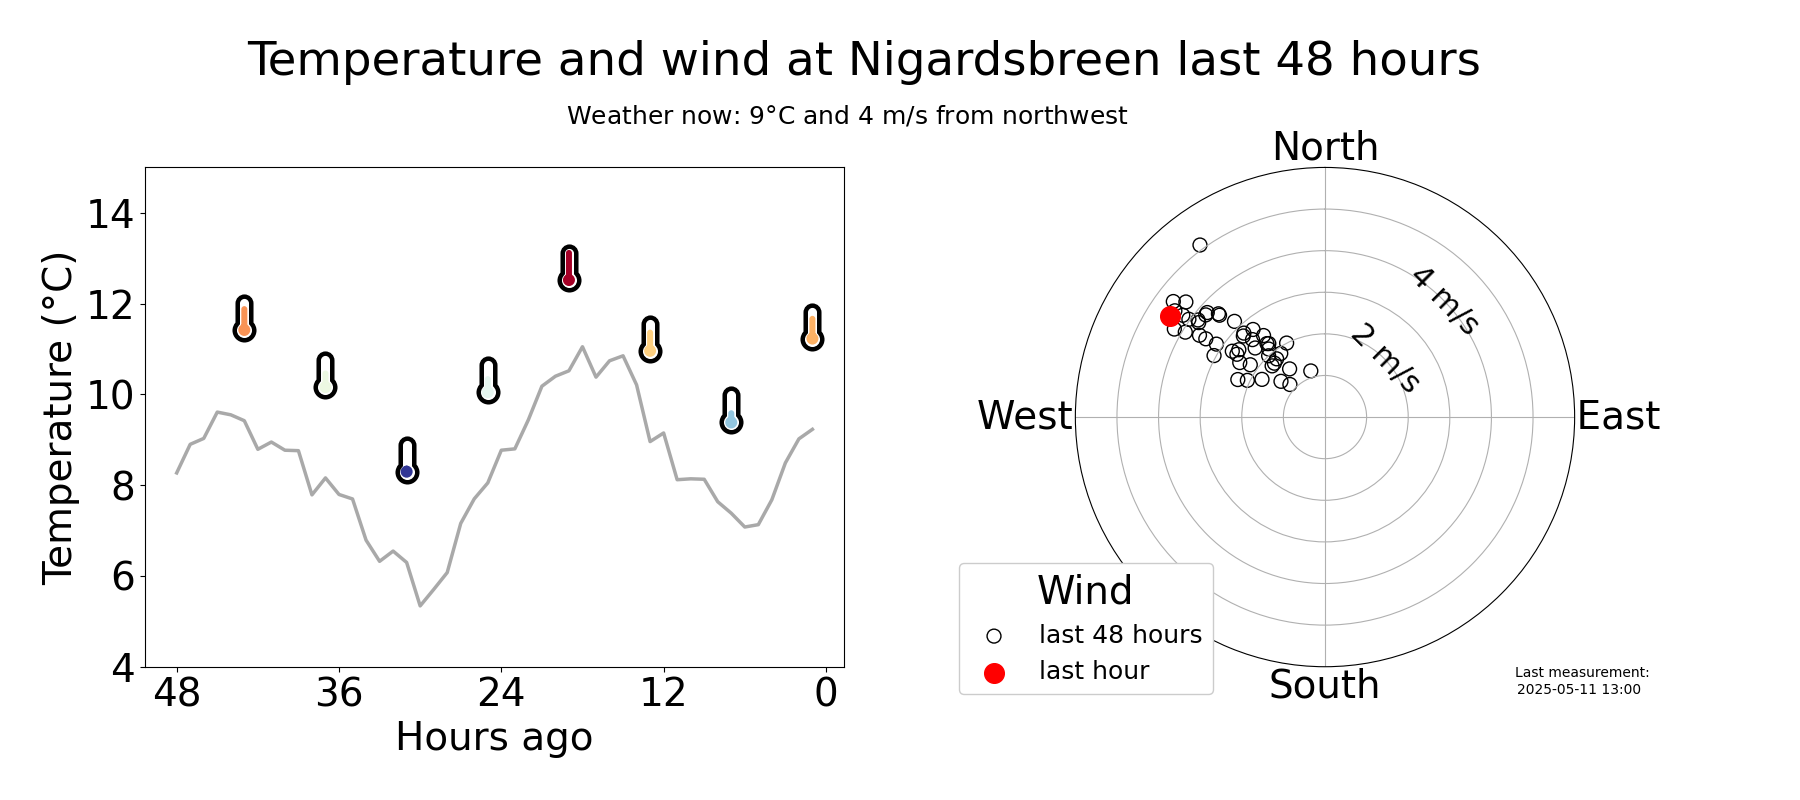 Temperature and wind at Nigardsbreen last 48 hours
Weather now: 9°C and 4 m/s from northwest
Temperature (°C)
14
12
10
8
6
4
48 36 24 12 0
Hours ago
North
West
East
South
4 m/s
2 m/s
Wind
last 48 hours
last hour
Last measurement:
2025-05-11 13:00